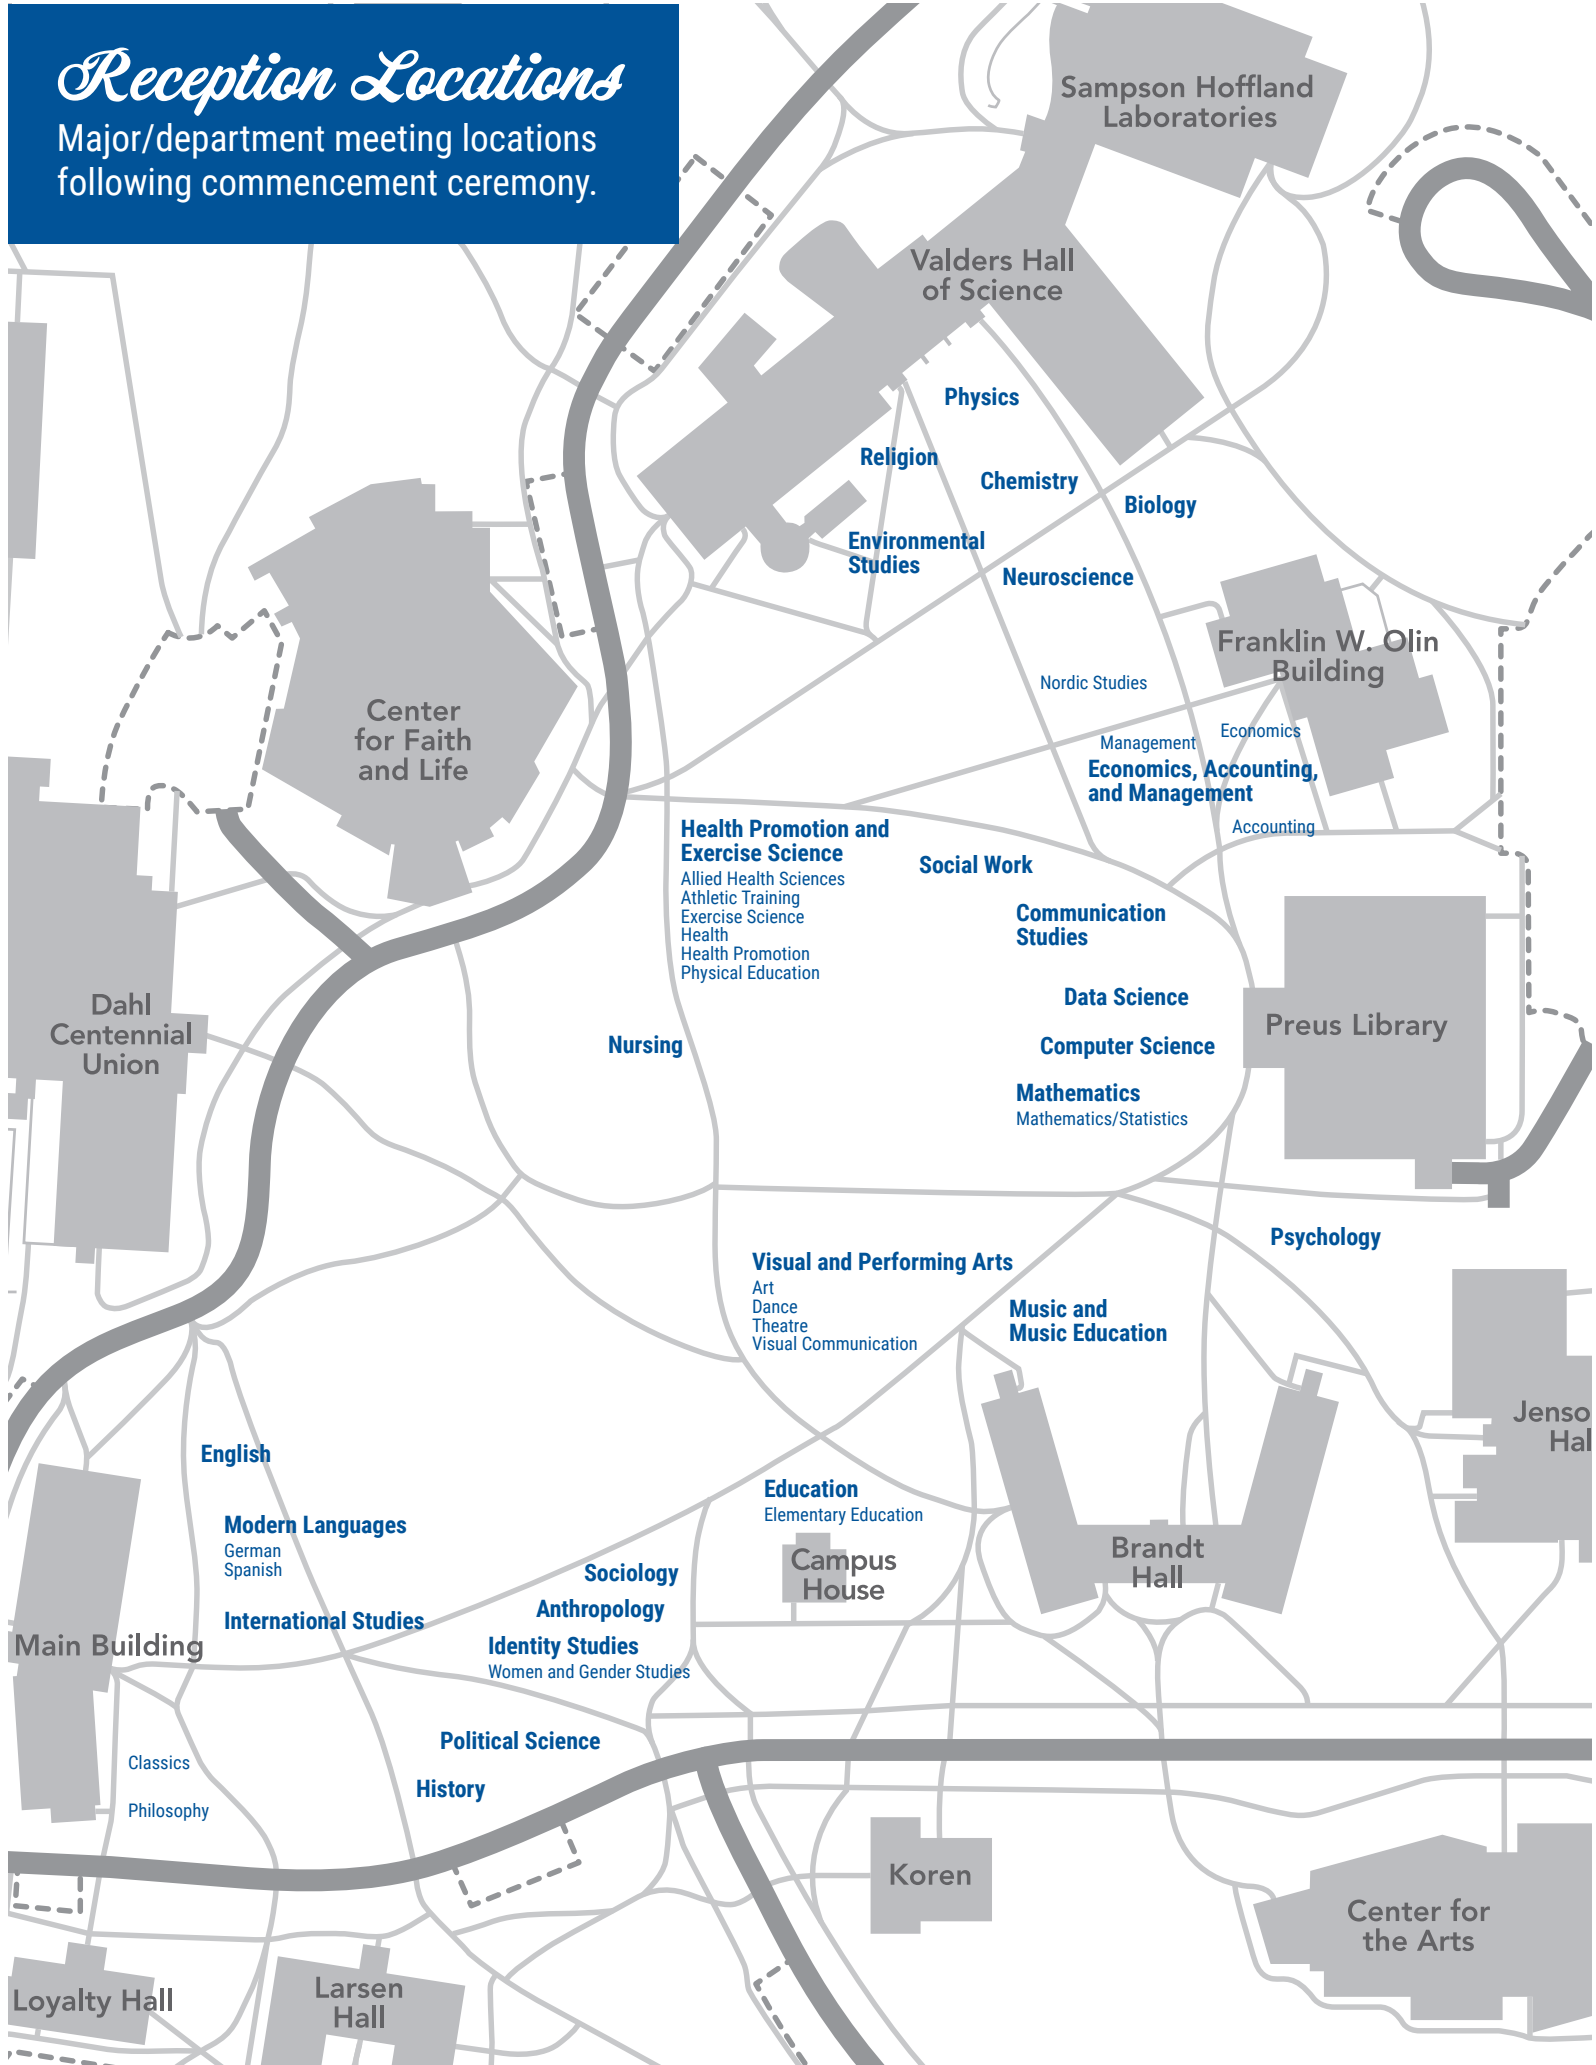 Reception Locations
Major/department meeting locations
following commencement ceremony.
Sampson Hoffland
Laboratories
Valders Hall
of Science
Physics
Religion
Chemistry
Biology
Environmental
Studies
Neuroscience
Franklin W. Olin
Building
Nordic Studies
Center
for Faith
and Life
Economics
Management
Economics, Accounting,
and Management
Accounting
Health Promotion and
Exercise Science
Allied Health Sciences
Athletic Training
Exercise Science
Health
Health Promotion
Physical Education
Social Work
Communication
Studies
Data Science
Dahl
Centennial
Union
Preus Library
Nursing
Computer Science
Mathematics
Mathematics/Statistics
Psychology
Visual and Performing Arts
Art
Dance
Theatre
Visual Communication
Music and
Music Education
Jenso
Hal
English
Education
Elementary Education
Modern Languages
German
Spanish
Brandt
Hall
Campus
House
Sociology
Anthropology
International Studies
Identity Studies
Women and Gender Studies
Main Building
Political Science
Classics
History
Philosophy
Koren
Center for
the Arts
Loyalty Hall
Larsen
Hall